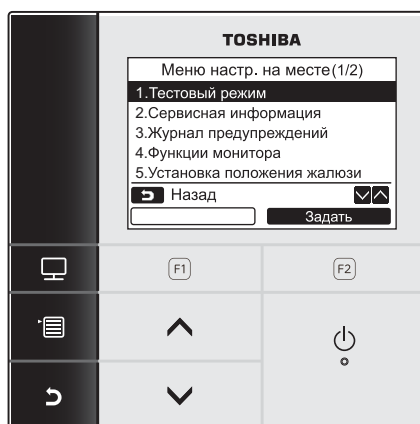 TOSHIBA
Меню настр. на месте(1/2)
1.Тестовый режим
2.Сервисная информация
3.Журнал предупреждений
4.Функции монитора
5.Установка положения жалюзи
Назад
Задать
F1 F2